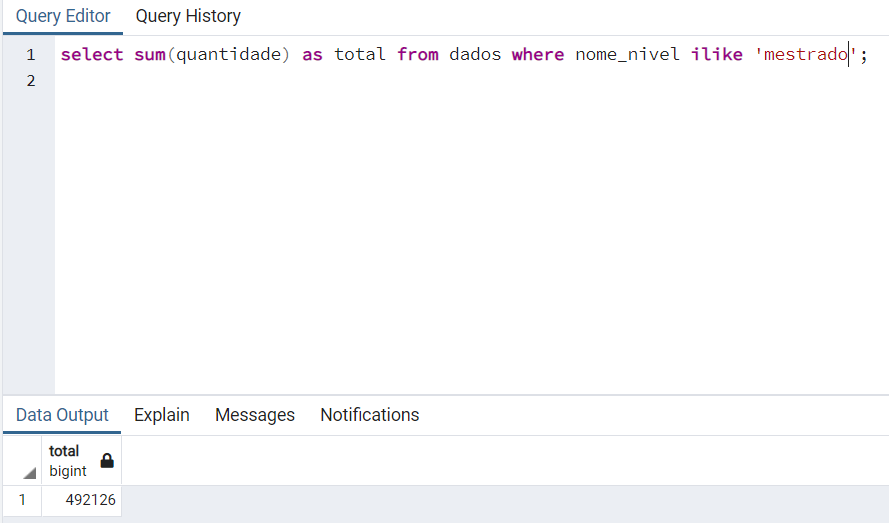 Query Editor Query History
1 select sum(quantidade) as total from dados where nome_nivel ilike 'mestrado';
2
Data Output Explain Messages Notifications
total
bigint
1 492126